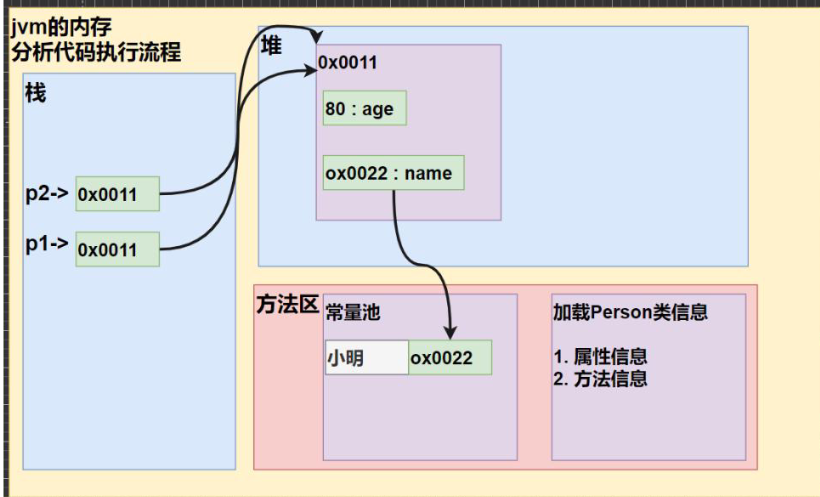 jvm的内存
分析代码执行流程
栈
p2-> 0x0011
p1-> 0x0011
堆
0x0011
80 : age
ox0022 : name
方法区
常量池
小明 ox0022
加载Person类信息
1. 属性信息
2. 方法信息